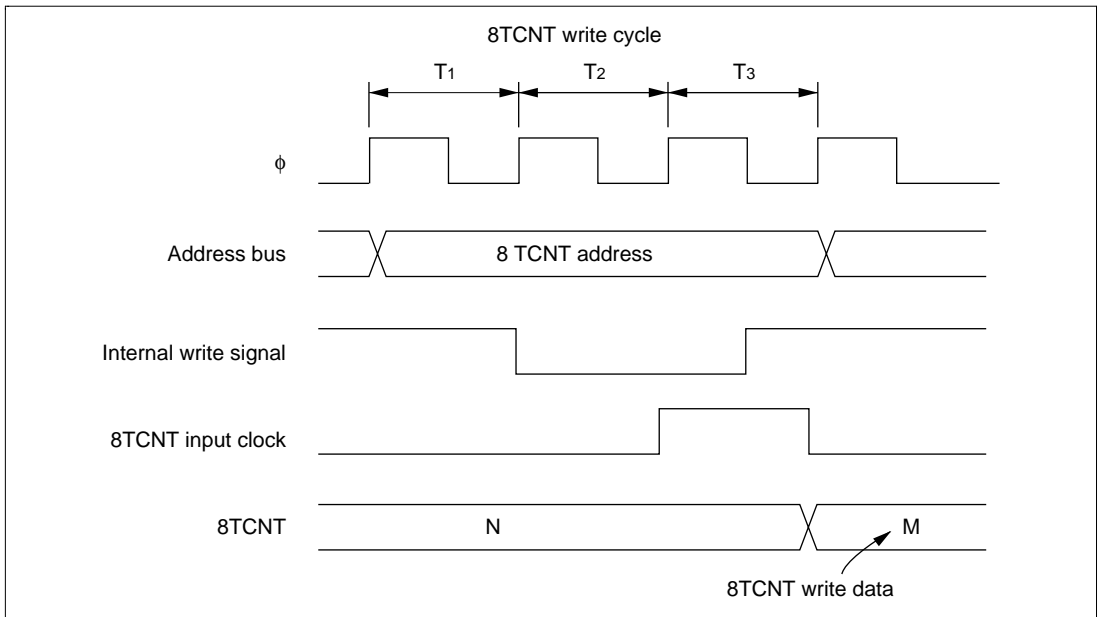 8TCNT write cycle
T1 T2 T3
ϕ
Address bus 8 TCNT address
Internal write signal
8TCNT input clock
8TCNT N M
8TCNT write data